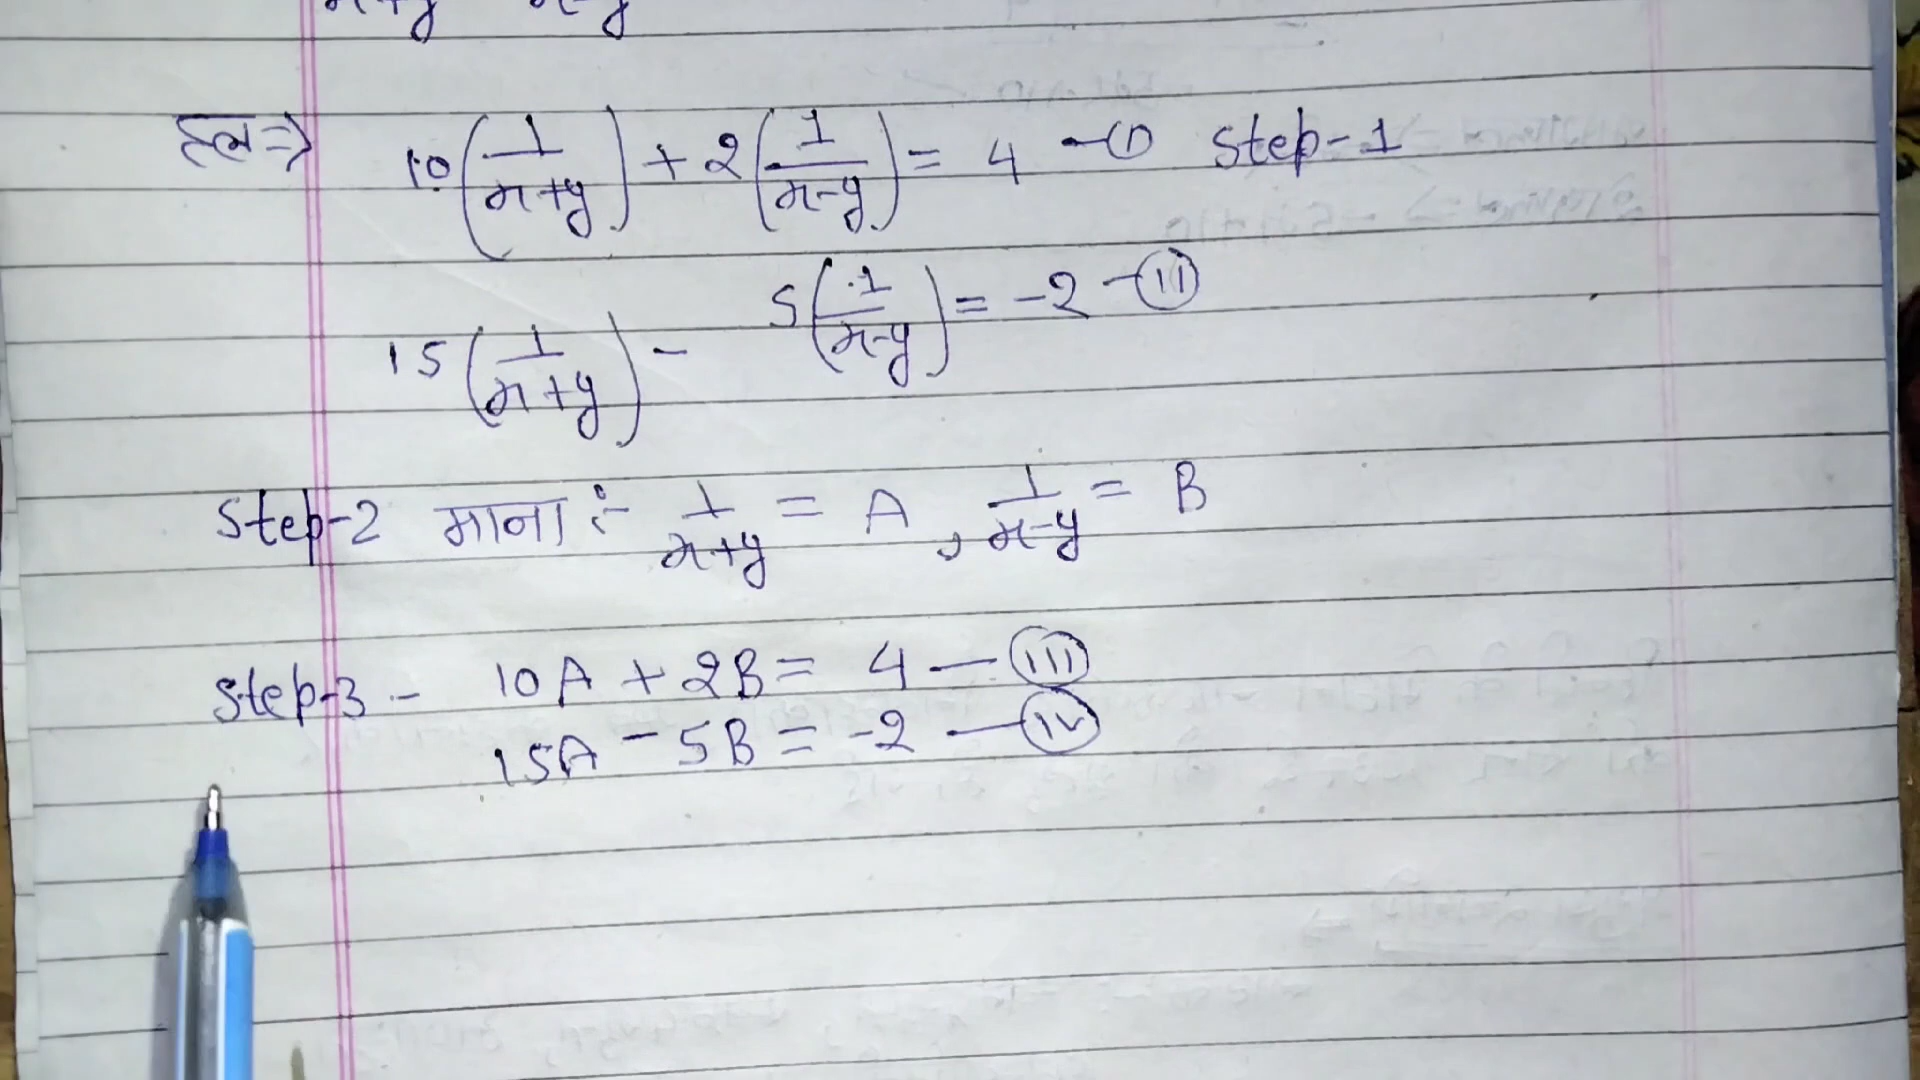 x+y x-y
हल⇒ 10(1/x+y) + 2(1/x-y) = 4 —(I) Step-1
15(1/x+y) - 5(1/x-y) = -2 —(II)
Step-2 माना :- 1/x+y = A, 1/x-y = B
Step-3 - 10A + 2B = 4 —(III)
15A - 5B = -2 —(IV)